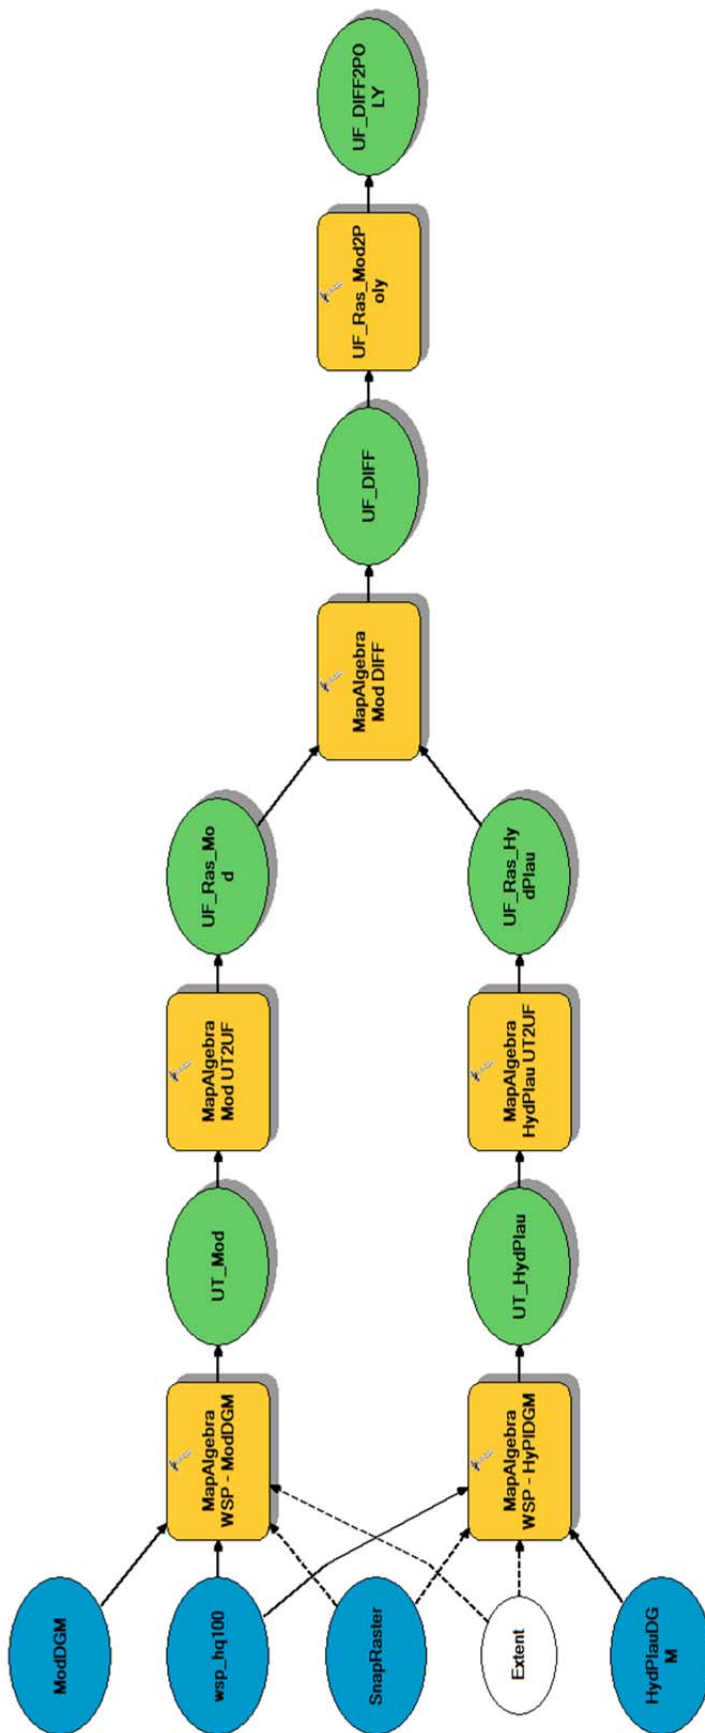 ModDGM
wsp_hq100
SnapRaster
Extent
HydPlauDG
M
MapAlgebra
WSP - ModDGM
MapAlgebra
WSP - HyPlDGM
UT_Mod
UT_HydPlau
MapAlgebra
Mod UT2UF
MapAlgebra
HydPlau UT2UF
UF_Ras_Mo
d
UF_Ras_Hy
dPlau
MapAlgebra
Mod DIFF
UF_DIFF
UF_Ras_Mod2P
oly
UF_DIFF2PO
LY